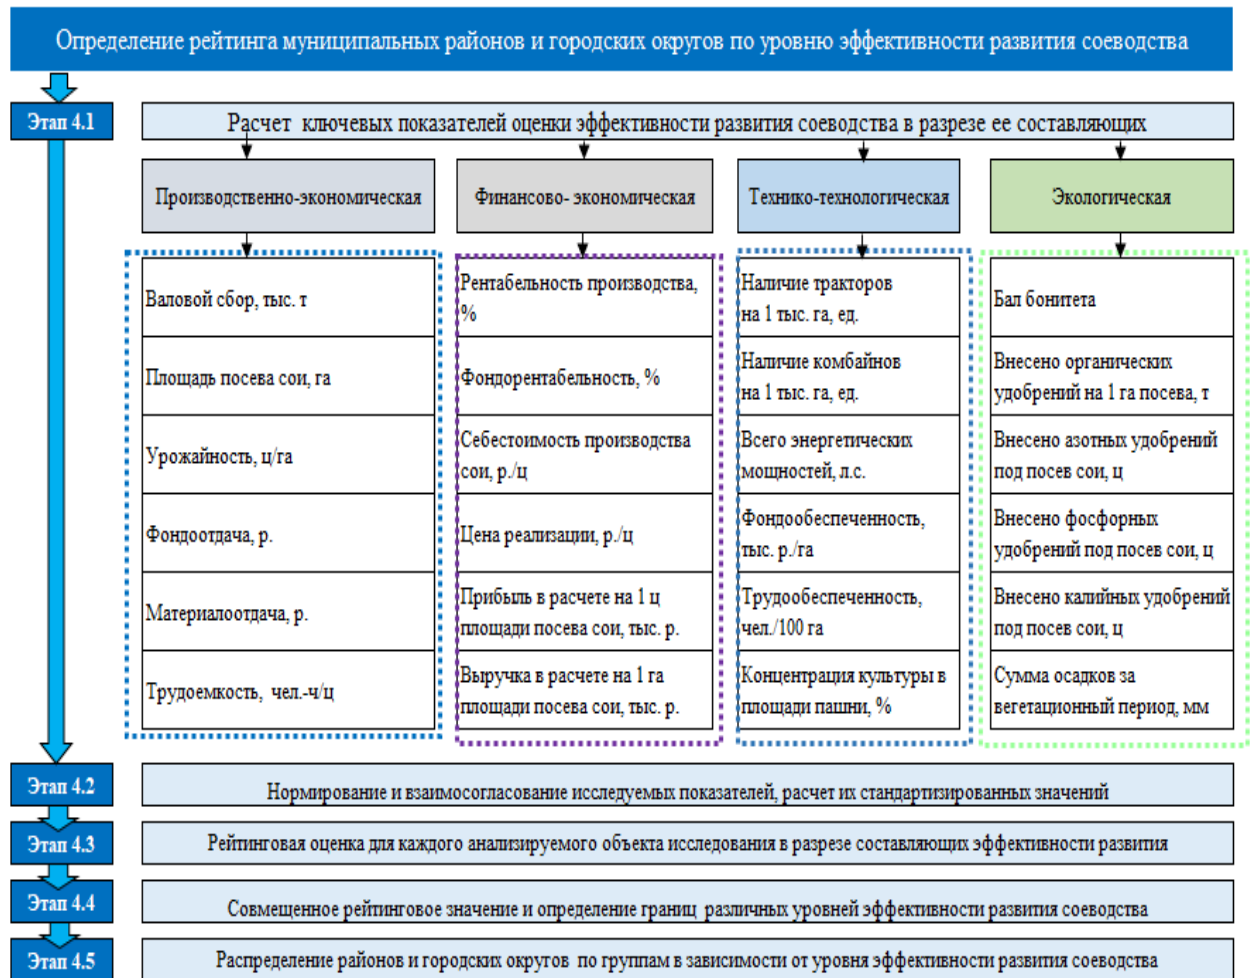 Определение рейтинга муниципальных районов и городских округов по уровню эффективности развития соеводства
Этап 4.1
Расчет ключевых показателей оценки эффективности развития соеводства в разрезе ее составляющих
Производственно-экономическая
Финансово- экономическая
Технико-технологическая
Экологическая
Валовой сбор, тыс. т
Площадь посева сои, га
Урожайность, ц/га
Фондоотдача, р.
Материалоотдача, р.
Трудоемкость, чел.-ч/ц
Рентабельность производства,
%
Фондорентабельность, %
Себестоимость производства
сои, р./ц
Цена реализации, р./ц
Прибыль в расчете на 1 ц
площади посева сои, тыс. р.
Выручка в расчете на 1 га
площади посева сои, тыс. р.
Наличие тракторов
на 1 тыс. га, ед.
Наличие комбайнов
на 1 тыс. га, ед.
Всего энергетических
мощностей, л.с.
Фондообеспеченность,
тыс. р./га
Трудообеспеченность,
чел./100 га
Концентрация культуры в
площади пашни, %
Бал бонитета
Внесено органических
удобрений на 1 га посева, т
Внесено азотных удобрений
под посев сои, ц
Внесено фосфорных
удобрений под посев сои, ц
Внесено калийных удобрений
под посев сои, ц
Сумма осадков за
вегетационный период, мм
Этап 4.2
Нормирование и взаимосогласование исследуемых показателей, расчет их стандартизированных значений
Этап 4.3
Рейтинговая оценка для каждого анализируемого объекта исследования в разрезе составляющих эффективности развития
Этап 4.4
Совмещенное рейтинговое значение и определение границ различных уровней эффективности развития соеводства
Этап 4.5
Распределение районов и городских округов по группам в зависимости от уровня эффективности развития соеводства